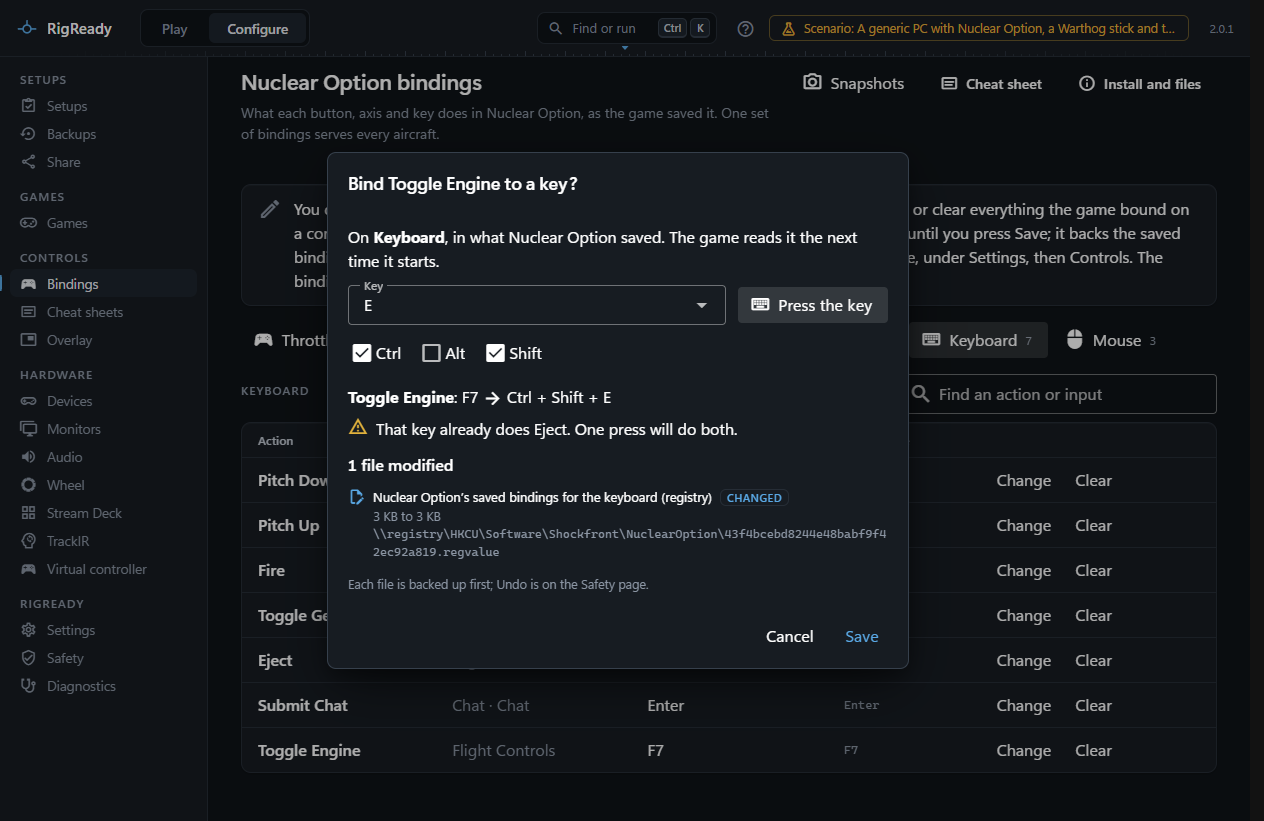 RigReady
Play
Configure
Find or run
Ctrl
K
Scenario: A generic PC with Nuclear Option, a Warthog stick and t...
2.0.1
SETUPS
Setups
Backups
Share
GAMES
Games
CONTROLS
Bindings
Cheat sheets
Overlay
HARDWARE
Devices
Monitors
Audio
Wheel
Stream Deck
TrackIR
Virtual controller
RIGREADY
Settings
Safety
Diagnostics
Nuclear Option bindings
Snapshots
Cheat sheet
Install and files
What each button, axis and key does in Nuclear Option, as the game saved it. One set
of bindings serves every aircraft.
You
or clear everything the game bound on
a
until you press Save; it backs the saved
e, under Settings, then Controls. The
Keyboard 7
Mouse 3
KEYBOARD
Find an action or input
Action
Pitch
Change
Clear
Pitch Up
Change
Clear
Fire
Change
Clear
Toggle
Change
Clear
Eject
Change
Clear
Submit Chat
Chat · Chat
Enter
Enter
Change
Clear
Toggle Engine
Flight Controls
F7
F7
Change
Clear
Bind Toggle Engine to a key?
On Keyboard, in what Nuclear Option saved. The game reads it the next
time it starts.
Key
E
Press the key
Ctrl
Alt
Shift
Toggle Engine: F7 → Ctrl + Shift + E
That key already does Eject. One press will do both.
1 file modified
Nuclear Option's saved bindings for the keyboard (registry)
CHANGED
3 KB to 3 KB
\\registry\HKCU\Software\Shockfront\NuclearOption\43f4bcebd8244e48babf9f4
2ec92a819.regvalue
Each file is backed up first; Undo is on the Safety page.
Cancel
Save